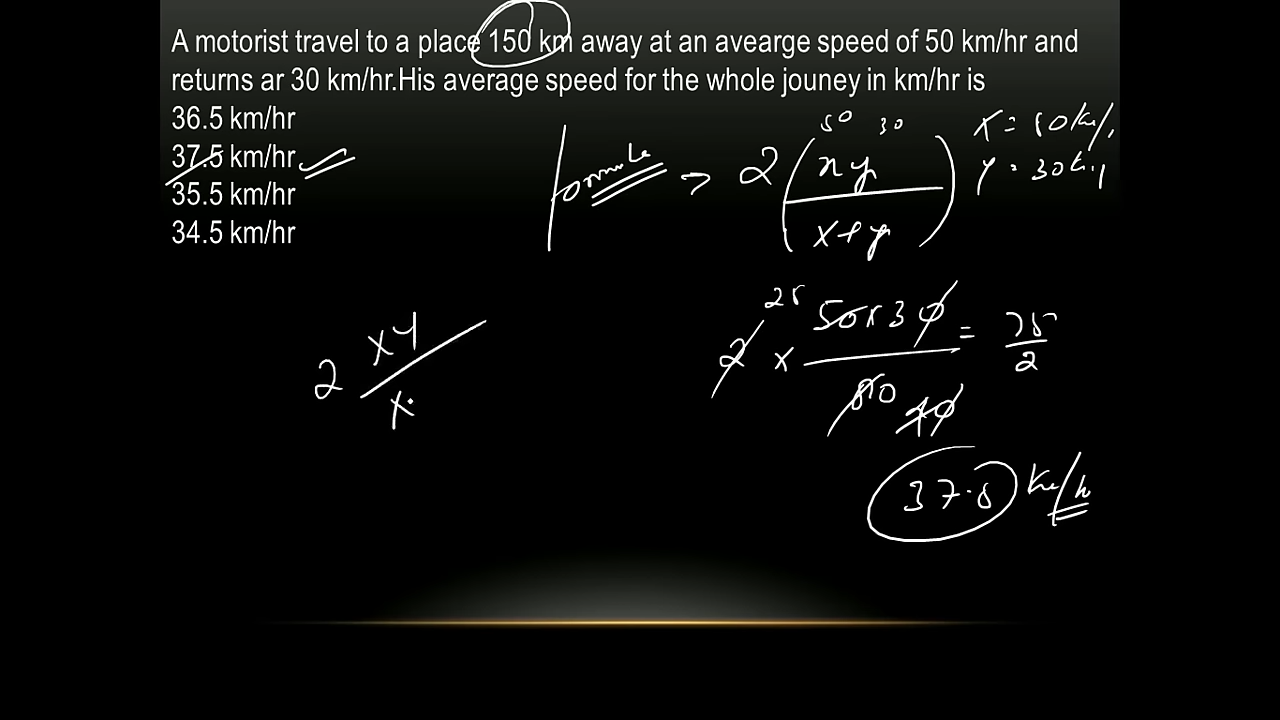 A motorist travel to a place 150 km away at an avearge speed of 50 km/hr and
returns ar 30 km/hr.His average speed for the whole jouney in km/hr is
36.5 km/hr
37.5 km/hr
35.5 km/hr
34.5 km/hr
50 30
formula → 2 (xy / x+y)
x = 50 km/
y = 30 k
2 xy / x
25
2 x 50x30 / 80 40 = 75/2
37.5 km/h